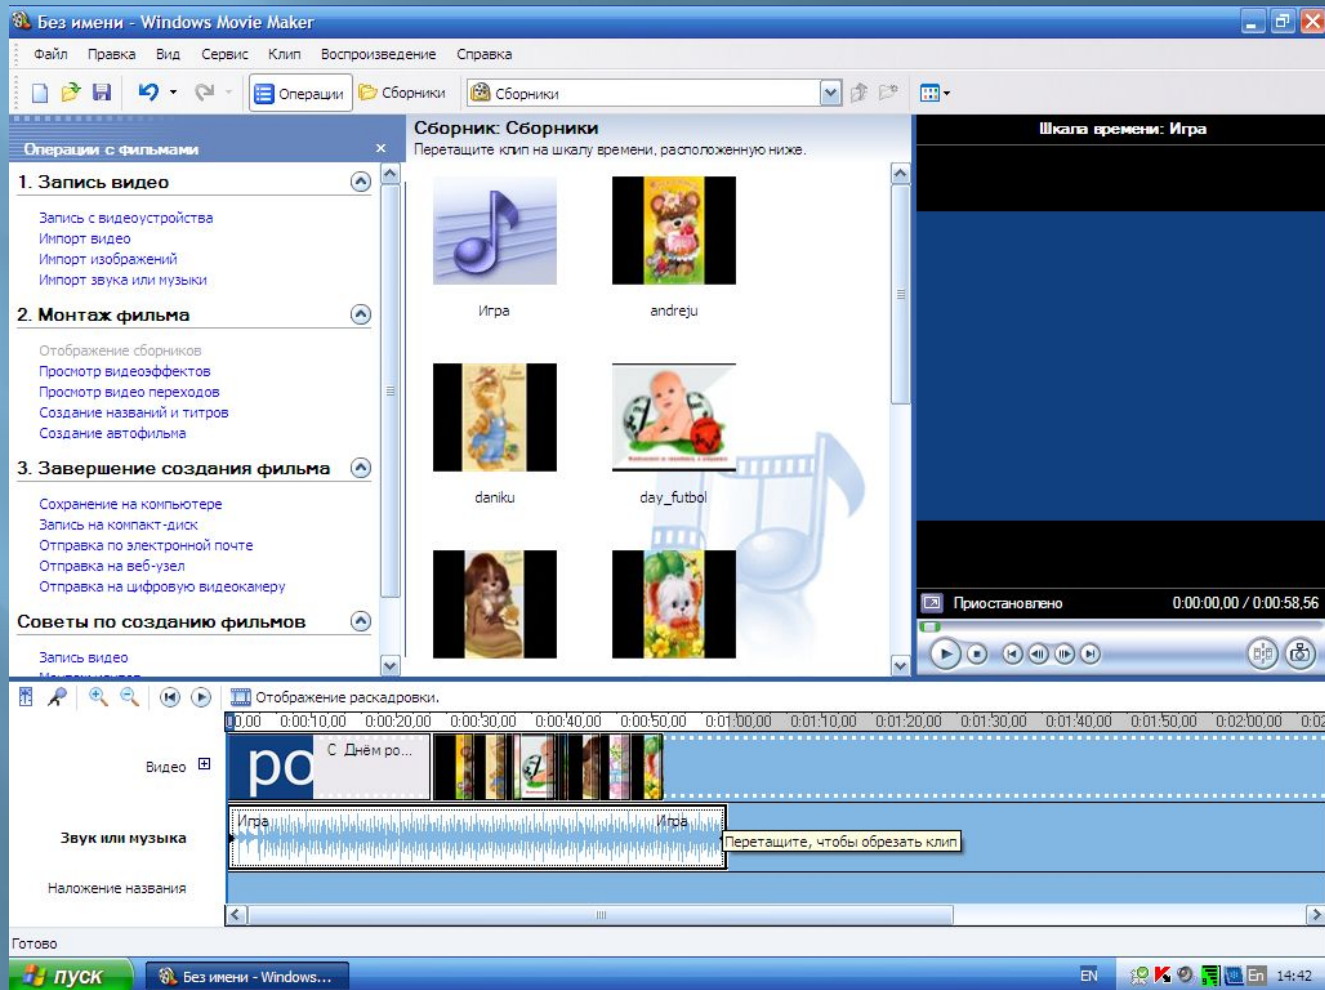 Без имени - Windows Movie Maker
Файл Правка Вид Сервис Клип Воспроизведение Справка
Операции Сборники Сборники
Операции с фильмами
1. Запись видео
Запись с видеоустройства
Импорт видео
Импорт изображений
Импорт звука или музыки
2. Монтаж фильма
Отображение сборников
Просмотр видеоэффектов
Просмотр видео переходов
Создание названий и титров
Создание автофильма
3. Завершение создания фильма
Сохранение на компьютере
Запись на компакт-диск
Отправка по электронной почте
Отправка на веб-узел
Отправка на цифровую видеокамеру
Советы по созданию фильмов
Запись видео
Сборник: Сборники
Перетащите клип на шкалу времени, расположенную ниже.
Игра
andreju
daniku
day_futbol
Шкала времени: Игра
Приостановлено 0:00:00,00 / 0:00:58,56
Отображение раскадровки.
0:00:10,00 0:00:20,00 0:00:30,00 0:00:40,00 0:00:50,00 0:01:00,00 0:01:10,00 0:01:20,00 0:01:30,00 0:01:40,00 0:01:50,00 0:02:00,00
Видео
ро
С Днём ро...
Звук или музыка
Игра Игра
Перетащите, чтобы обрезать клип
Наложение названия
Готово
пуск Без имени - Windows... EN En 14:42